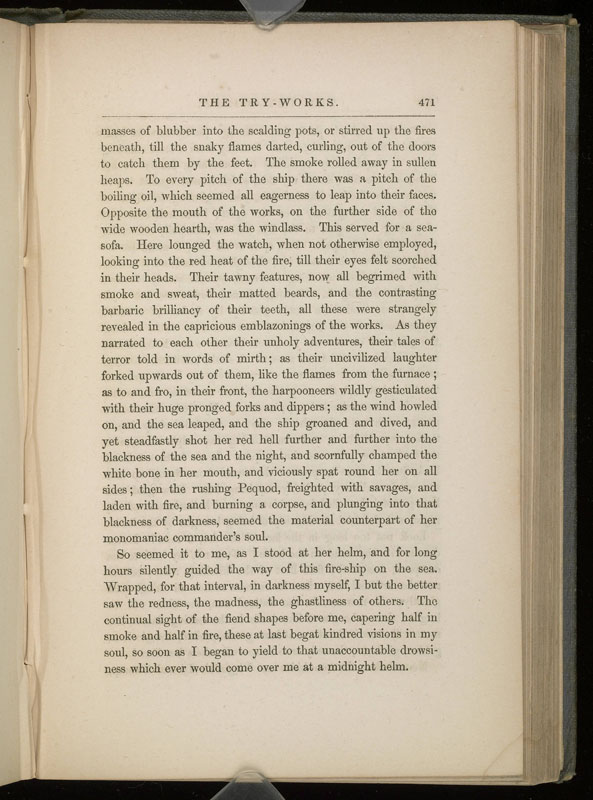 THE TRY-WORKS. 471
masses of blubber into the scalding pots, or stirred up the fires
beneath, till the snaky flames darted, curling, out of the doors
to catch them by the feet. The smoke rolled away in sullen
heaps. To every pitch of the ship there was a pitch of the
boiling oil, which seemed all eagerness to leap into their faces.
Opposite the mouth of the works, on the further side of the
wide wooden hearth, was the windlass. This served for a sea-
sofa. Here lounged the watch, when not otherwise employed,
looking into the red heat of the fire, till their eyes felt scorched
in their heads. Their tawny features, now all begrimed with
smoke and sweat, their matted beards, and the contrasting
barbaric brilliancy of their teeth, all these were strangely
revealed in the capricious emblazonings of the works. As they
narrated to each other their unholy adventures, their tales of
terror told in words of mirth; as their uncivilized laughter
forked upwards out of them, like the flames from the furnace;
as to and fro, in their front, the harpooneers wildly gesticulated
with their huge pronged forks and dippers; as the wind howled
on, and the sea leaped, and the ship groaned and dived, and
yet steadfastly shot her red hell further and further into the
blackness of the sea and the night, and scornfully champed the
white bone in her mouth, and viciously spat round her on all
sides; then the rushing Pequod, freighted with savages, and
laden with fire, and burning a corpse, and plunging into that
blackness of darkness, seemed the material counterpart of her
monomaniac commander's soul.
So seemed it to me, as I stood at her helm, and for long
hours silently guided the way of this fire-ship on the sea.
Wrapped, for that interval, in darkness myself, I but the better
saw the redness, the madness, the ghastliness of others. The
continual sight of the fiend shapes before me, capering half in
smoke and half in fire, these at last begat kindred visions in my
soul, so soon as I began to yield to that unaccountable drowsi-
ness which ever would come over me at a midnight helm.